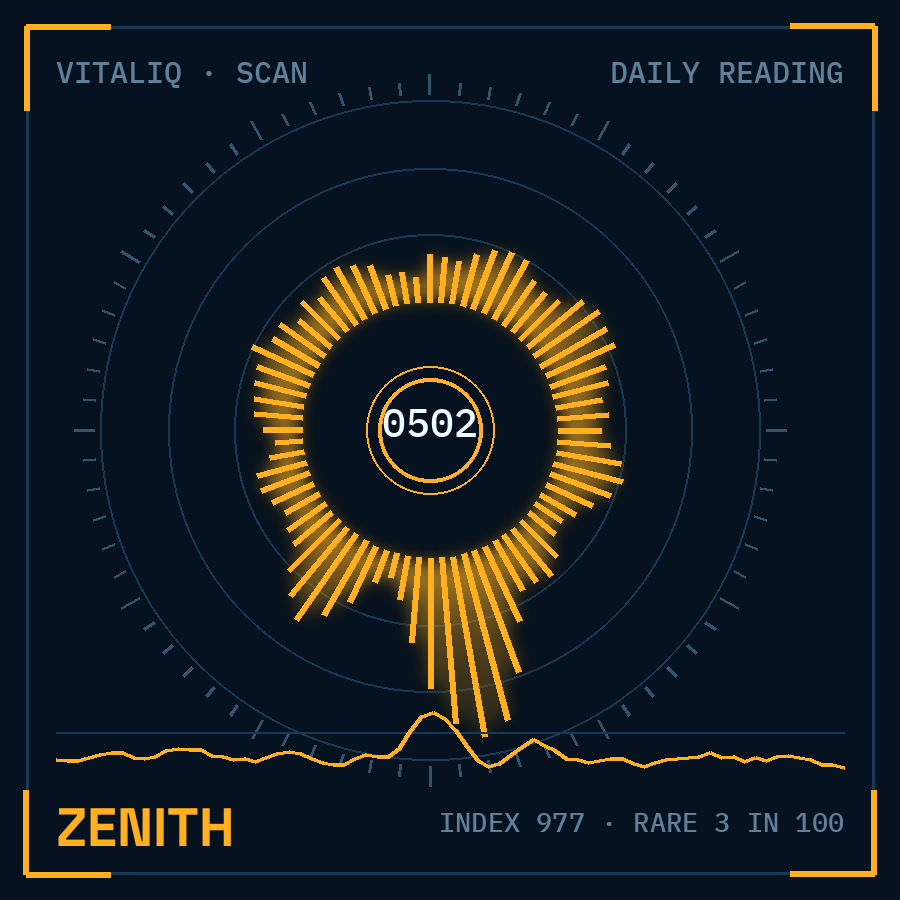 VITALIQ · SCAN
DAILY READING
0502
ZENITH
INDEX 977 · RARE 3 IN 100